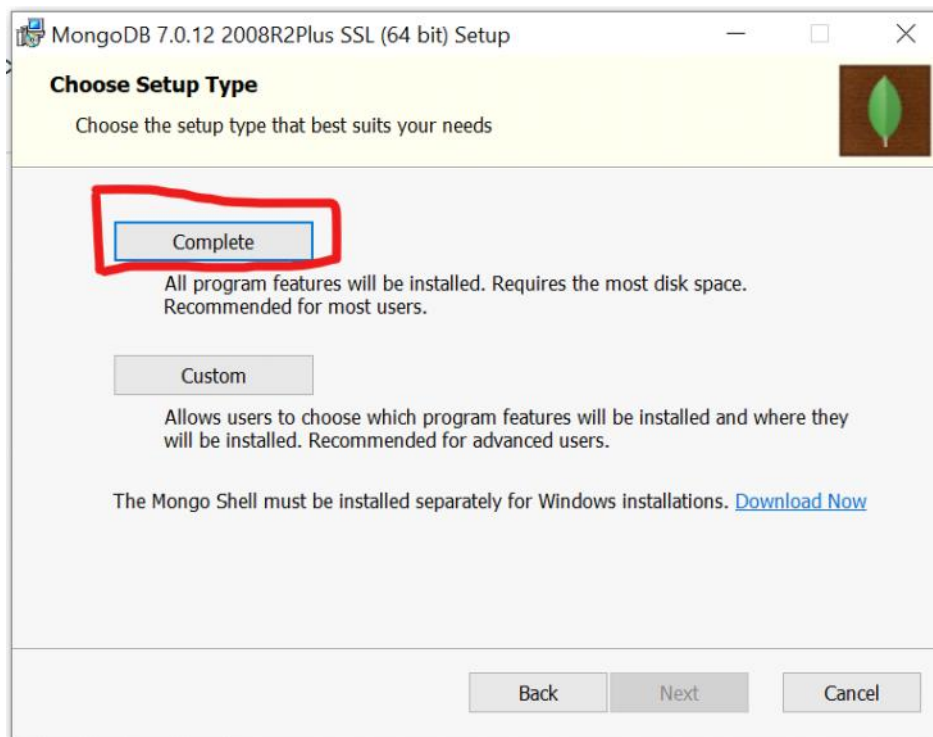 MongoDB 7.0.12 2008R2Plus SSL (64 bit) Setup
Choose Setup Type
Choose the setup type that best suits your needs
Complete
All program features will be installed. Requires the most disk space.
Recommended for most users.
Custom
Allows users to choose which program features will be installed and where they
will be installed. Recommended for advanced users.
The Mongo Shell must be installed separately for Windows installations. Download Now
Back
Next
Cancel